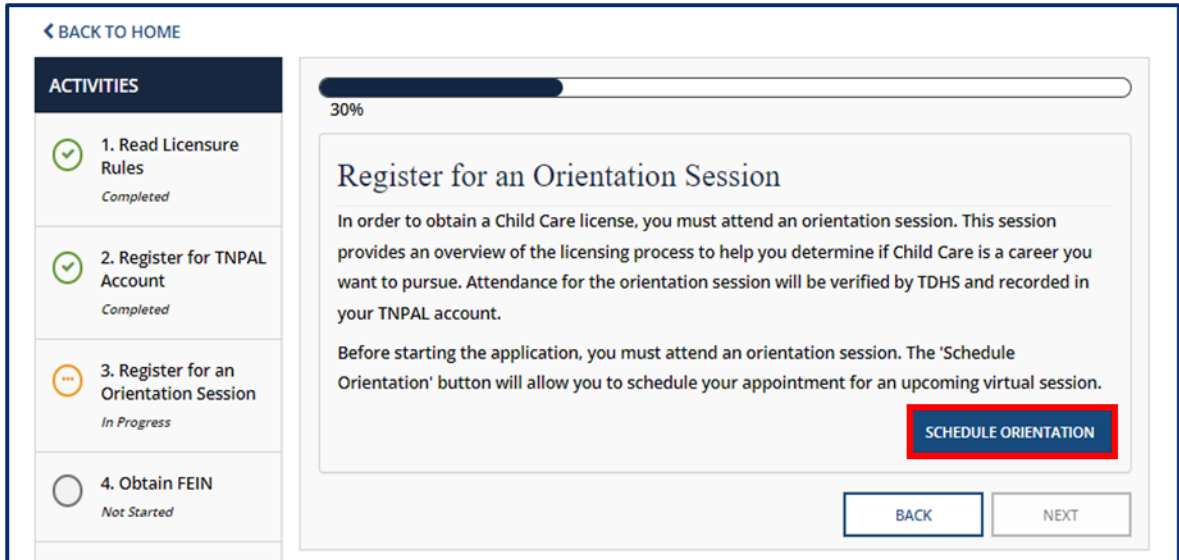 BACK TO HOME
ACTIVITIES
1. Read Licensure
Rules
Completed
2. Register for TNPAL
Account
Completed
3. Register for an
Orientation Session
In Progress
4. Obtain FEIN
Not Started
30%
Register for an Orientation Session
In order to obtain a Child Care license, you must attend an orientation session. This session
provides an overview of the licensing process to help you determine if Child Care is a career you
want to pursue. Attendance for the orientation session will be verified by TDHS and recorded in
your TNPAL account.
Before starting the application, you must attend an orientation session. The 'Schedule
Orientation' button will allow you to schedule your appointment for an upcoming virtual session.
SCHEDULE ORIENTATION
BACK
NEXT